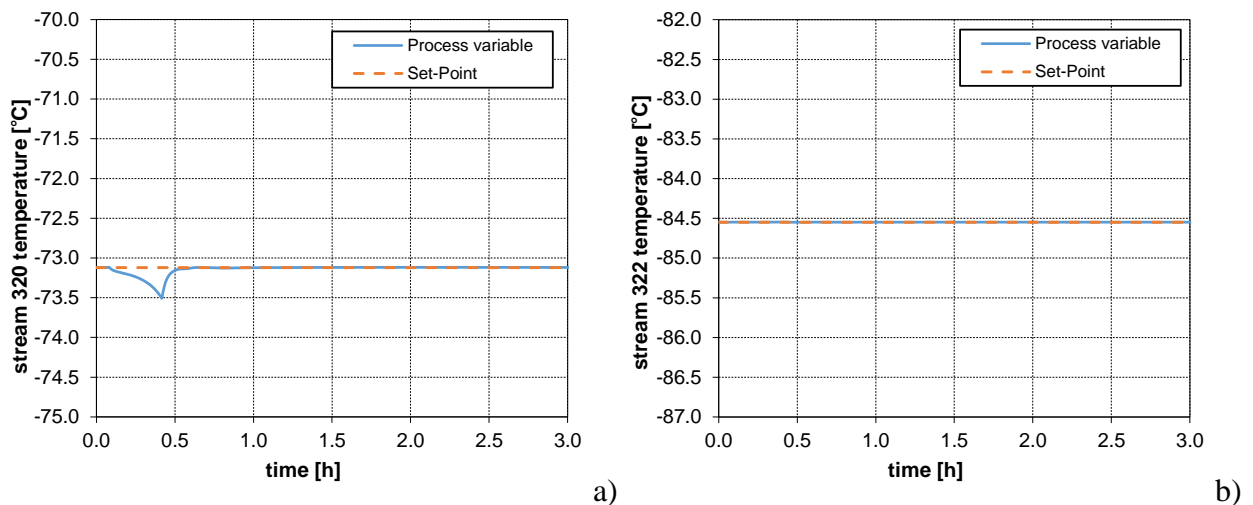 stream 320 temperature [°C]
-70.0
-70.5
-71.0
-71.5
-72.0
-72.5
-73.0
-73.5
-74.0
-74.5
-75.0
Process variable
Set-Point
0.0 0.5 1.0 1.5 2.0 2.5 3.0
time [h]
a)
stream 322 temperature [°C]
-82.0
-82.5
-83.0
-83.5
-84.0
-84.5
-85.0
-85.5
-86.0
-86.5
-87.0
Process variable
Set-Point
0.0 0.5 1.0 1.5 2.0 2.5 3.0
time [h]
b)